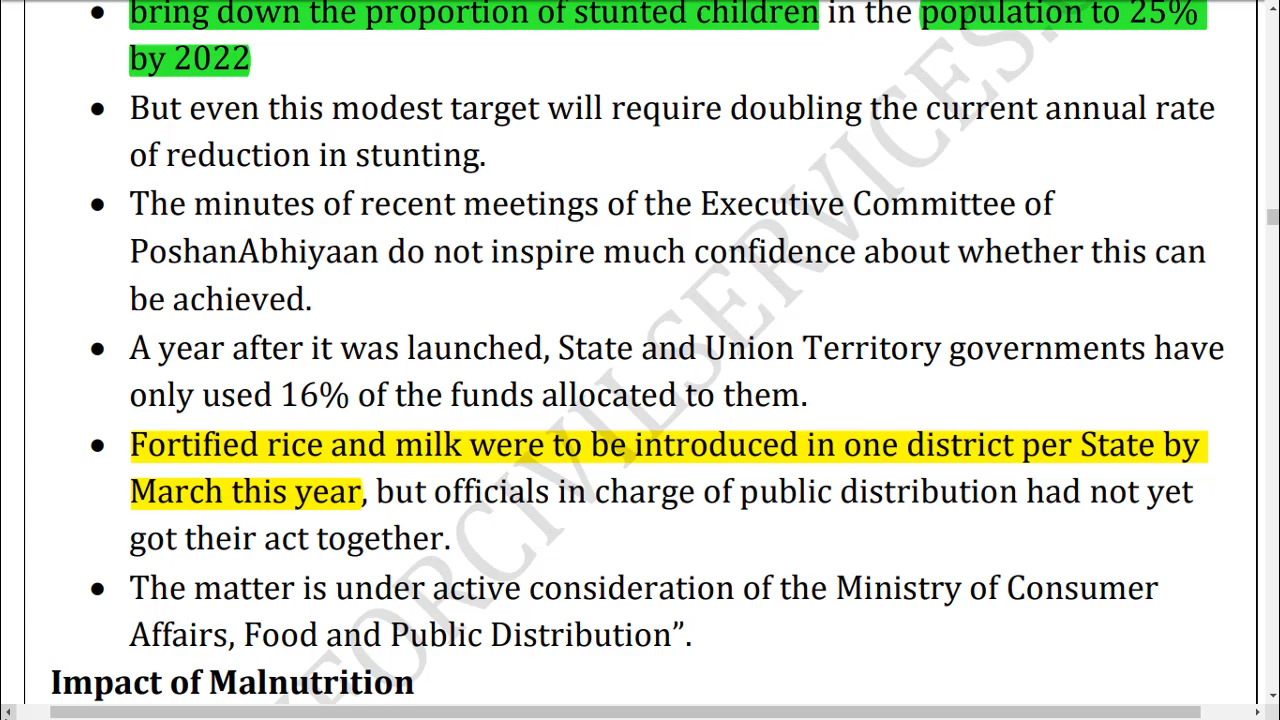 bring down the proportion of stunted children in the population to 25%
by 2022
• But even this modest target will require doubling the current annual rate
of reduction in stunting.
• The minutes of recent meetings of the Executive Committee of
PoshanAbhiyaan do not inspire much confidence about whether this can
be achieved.
• A year after it was launched, State and Union Territory governments have
only used 16% of the funds allocated to them.
• Fortified rice and milk were to be introduced in one district per State by
March this year, but officials in charge of public distribution had not yet
got their act together.
• The matter is under active consideration of the Ministry of Consumer
Affairs, Food and Public Distribution”.
Impact of Malnutrition
FORCIVILSERVICES.